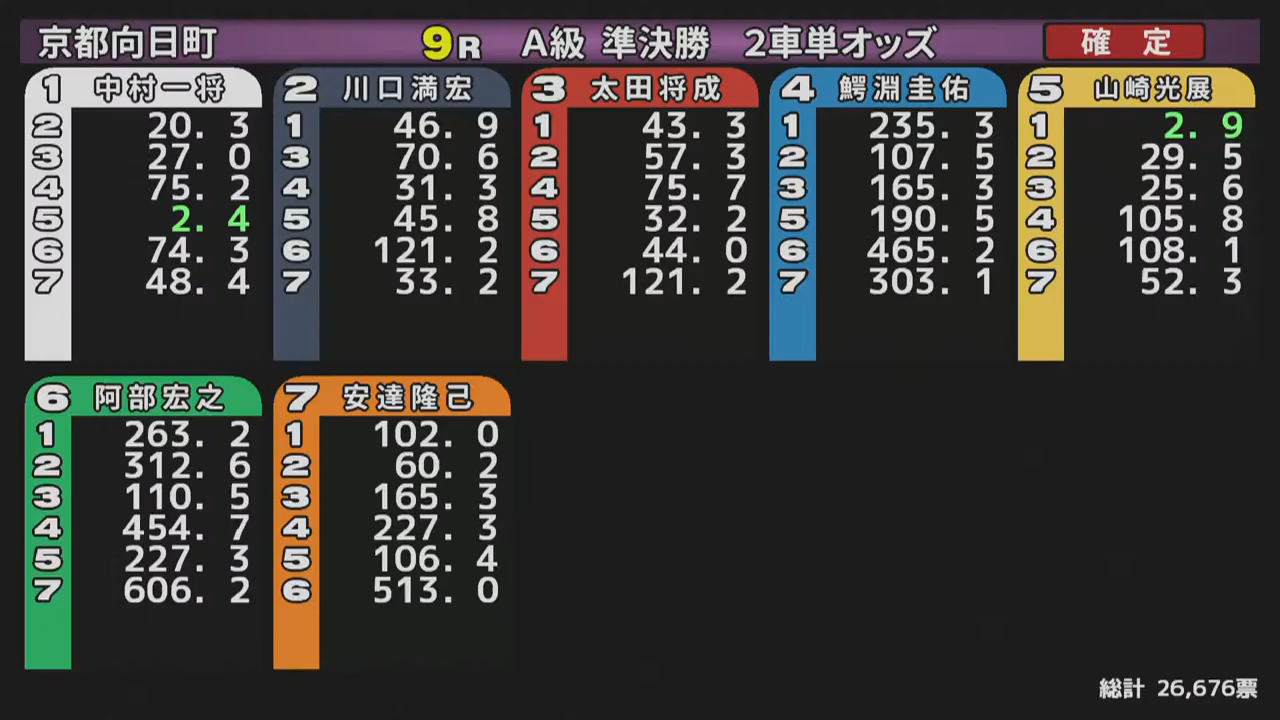 京都向日町 9R A級 準決勝 2車単オッズ 確定
1 中村一将 2 川口満宏 3 太田将成 4 鰐淵圭佑 5 山崎光展
2 20.3 1 46.9 1 43.3 1 235.3 1 2.9
3 27.0 3 70.6 2 57.3 2 107.5 2 29.5
4 75.2 4 31.3 4 75.7 3 165.3 3 25.6
5 2.4 5 45.8 5 32.2 5 190.5 4 105.8
6 74.3 6 121.2 6 44.0 6 465.2 6 108.1
7 48.4 7 33.2 7 121.2 7 303.1 7 52.3
6 阿部宏之 7 安達隆己
1 263.2 1 102.0
2 312.6 2 60.2
3 110.5 3 165.3
4 454.7 4 227.3
5 227.3 5 106.4
7 606.2 6 513.0
総計 26,676票